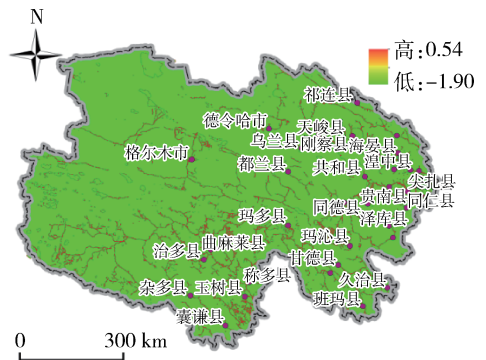 N
高:0.54
低:-1.90
祁连县
德令哈市
天峻县
乌兰县
刚察县
海晏县
格尔木市
都兰县
共和县
湟中县
尖扎县
贵南县
同仁县
同德县
泽库县
玛多县
玛沁县
治多县
曲麻莱县
甘德县
称多县
久治县
杂多县
玉树县
班玛县
囊谦县
0
300 km